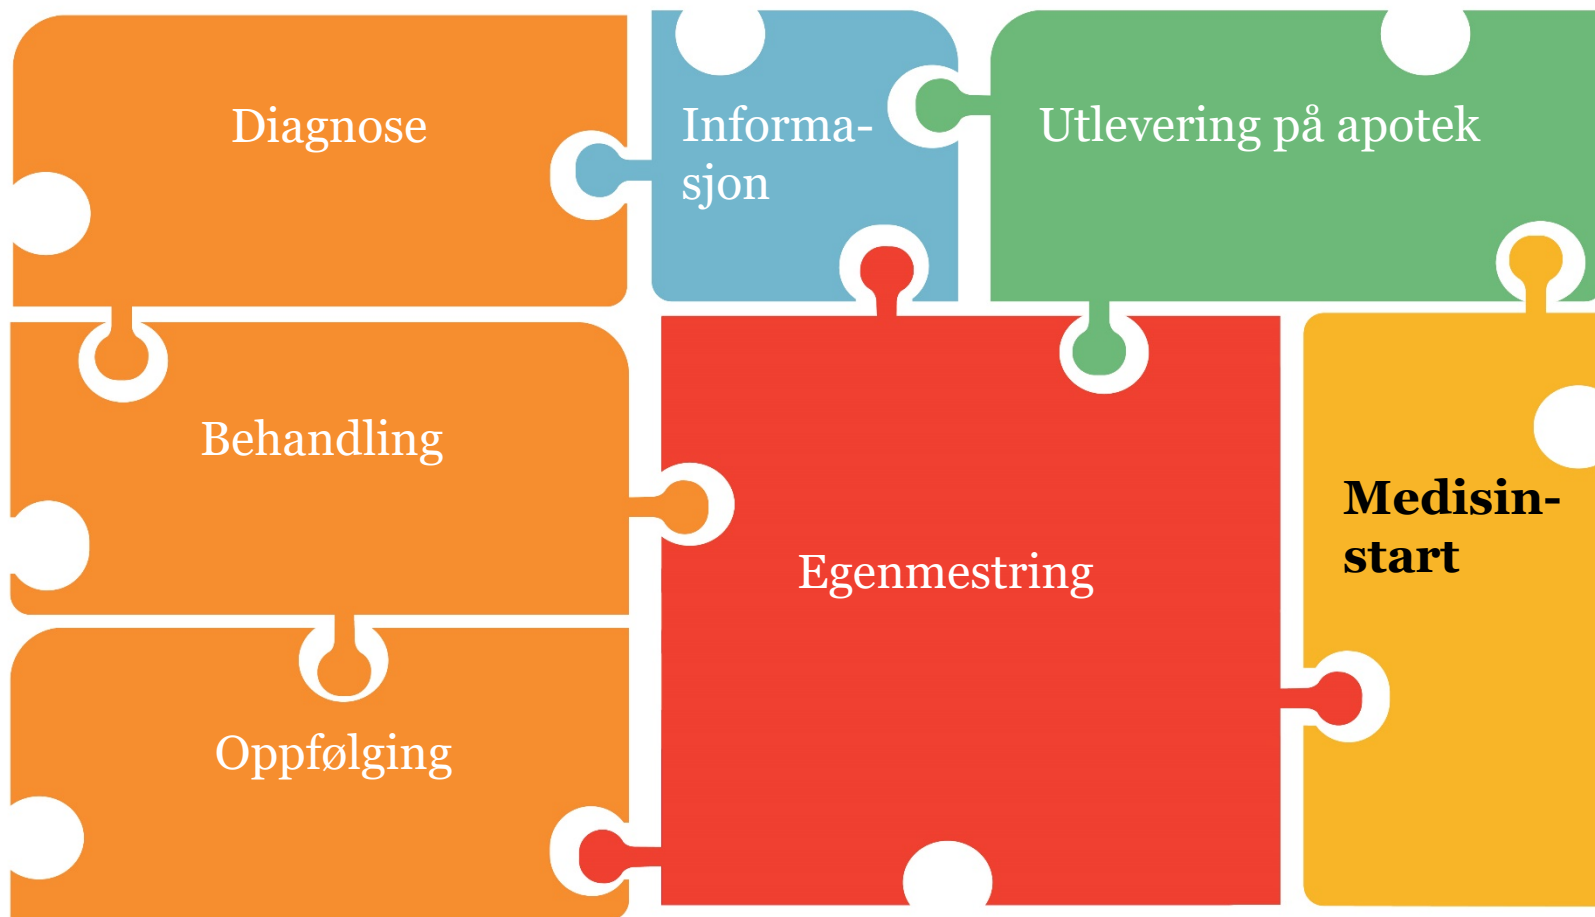 Diagnose
Informa-
sjon
Utlevering på apotek
Behandling
Medisin-
start
Egenmestring
Oppfølging